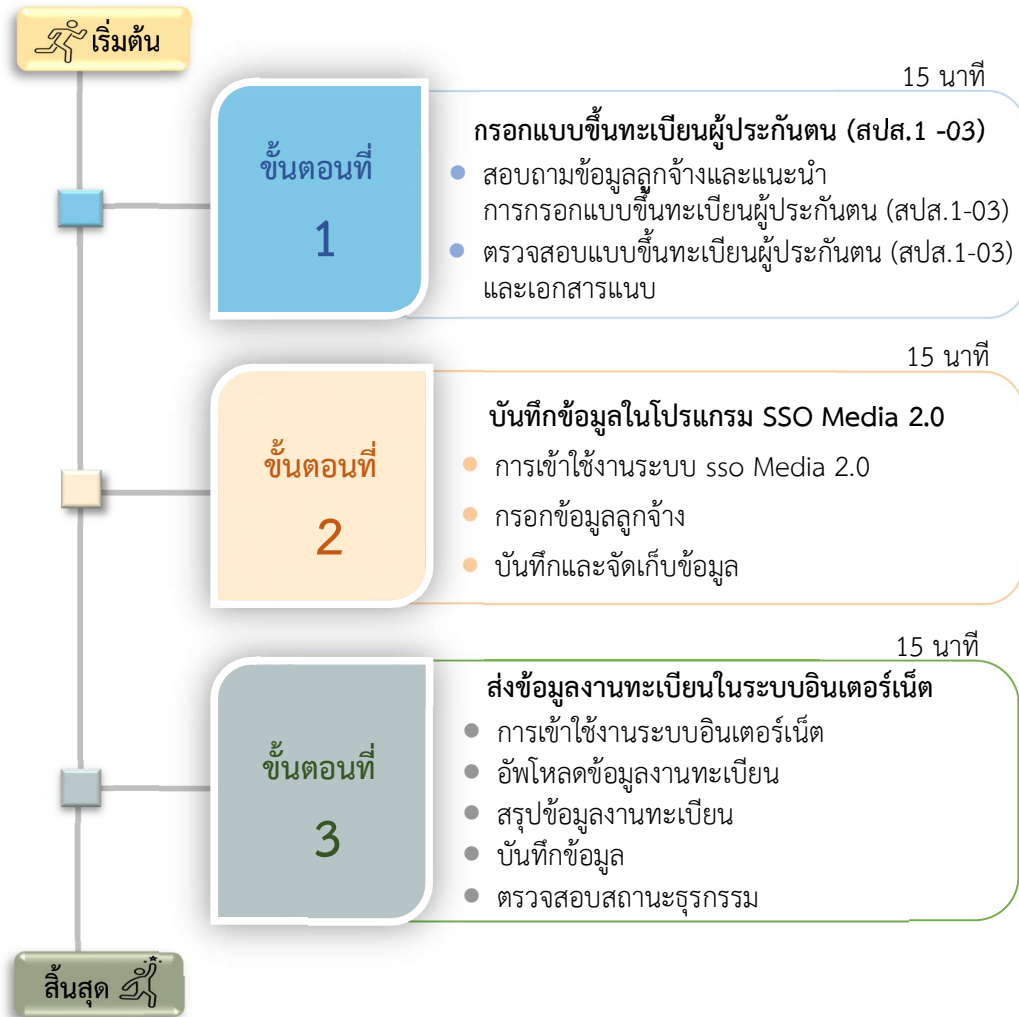 เริ่มต้น
15 นาที
ขั้นตอนที่
1
กรอกแบบขึ้นทะเบียนผู้ประกันตน (สปส.1 -03)
สอบถามข้อมูลลูกจ้างและแนะนำ
การกรอกแบบขึ้นทะเบียนผู้ประกันตน (สปส.1-03)
ตรวจสอบแบบขึ้นทะเบียนผู้ประกันตน (สปส.1-03)
และเอกสารแนบ
15 นาที
ขั้นตอนที่
2
บันทึกข้อมูลในโปรแกรม SSO Media 2.0
การเข้าใช้งานระบบ sso Media 2.0
กรอกข้อมูลลูกจ้าง
บันทึกและจัดเก็บข้อมูล
15 นาที
ขั้นตอนที่
3
ส่งข้อมูลงานทะเบียนในระบบอินเตอร์เน็ต
การเข้าใช้งานระบบอินเตอร์เน็ต
อัพโหลดข้อมูลงานทะเบียน
สรุปข้อมูลงานทะเบียน
บันทึกข้อมูล
ตรวจสอบสถานะธุรกรรม
สิ้นสุด